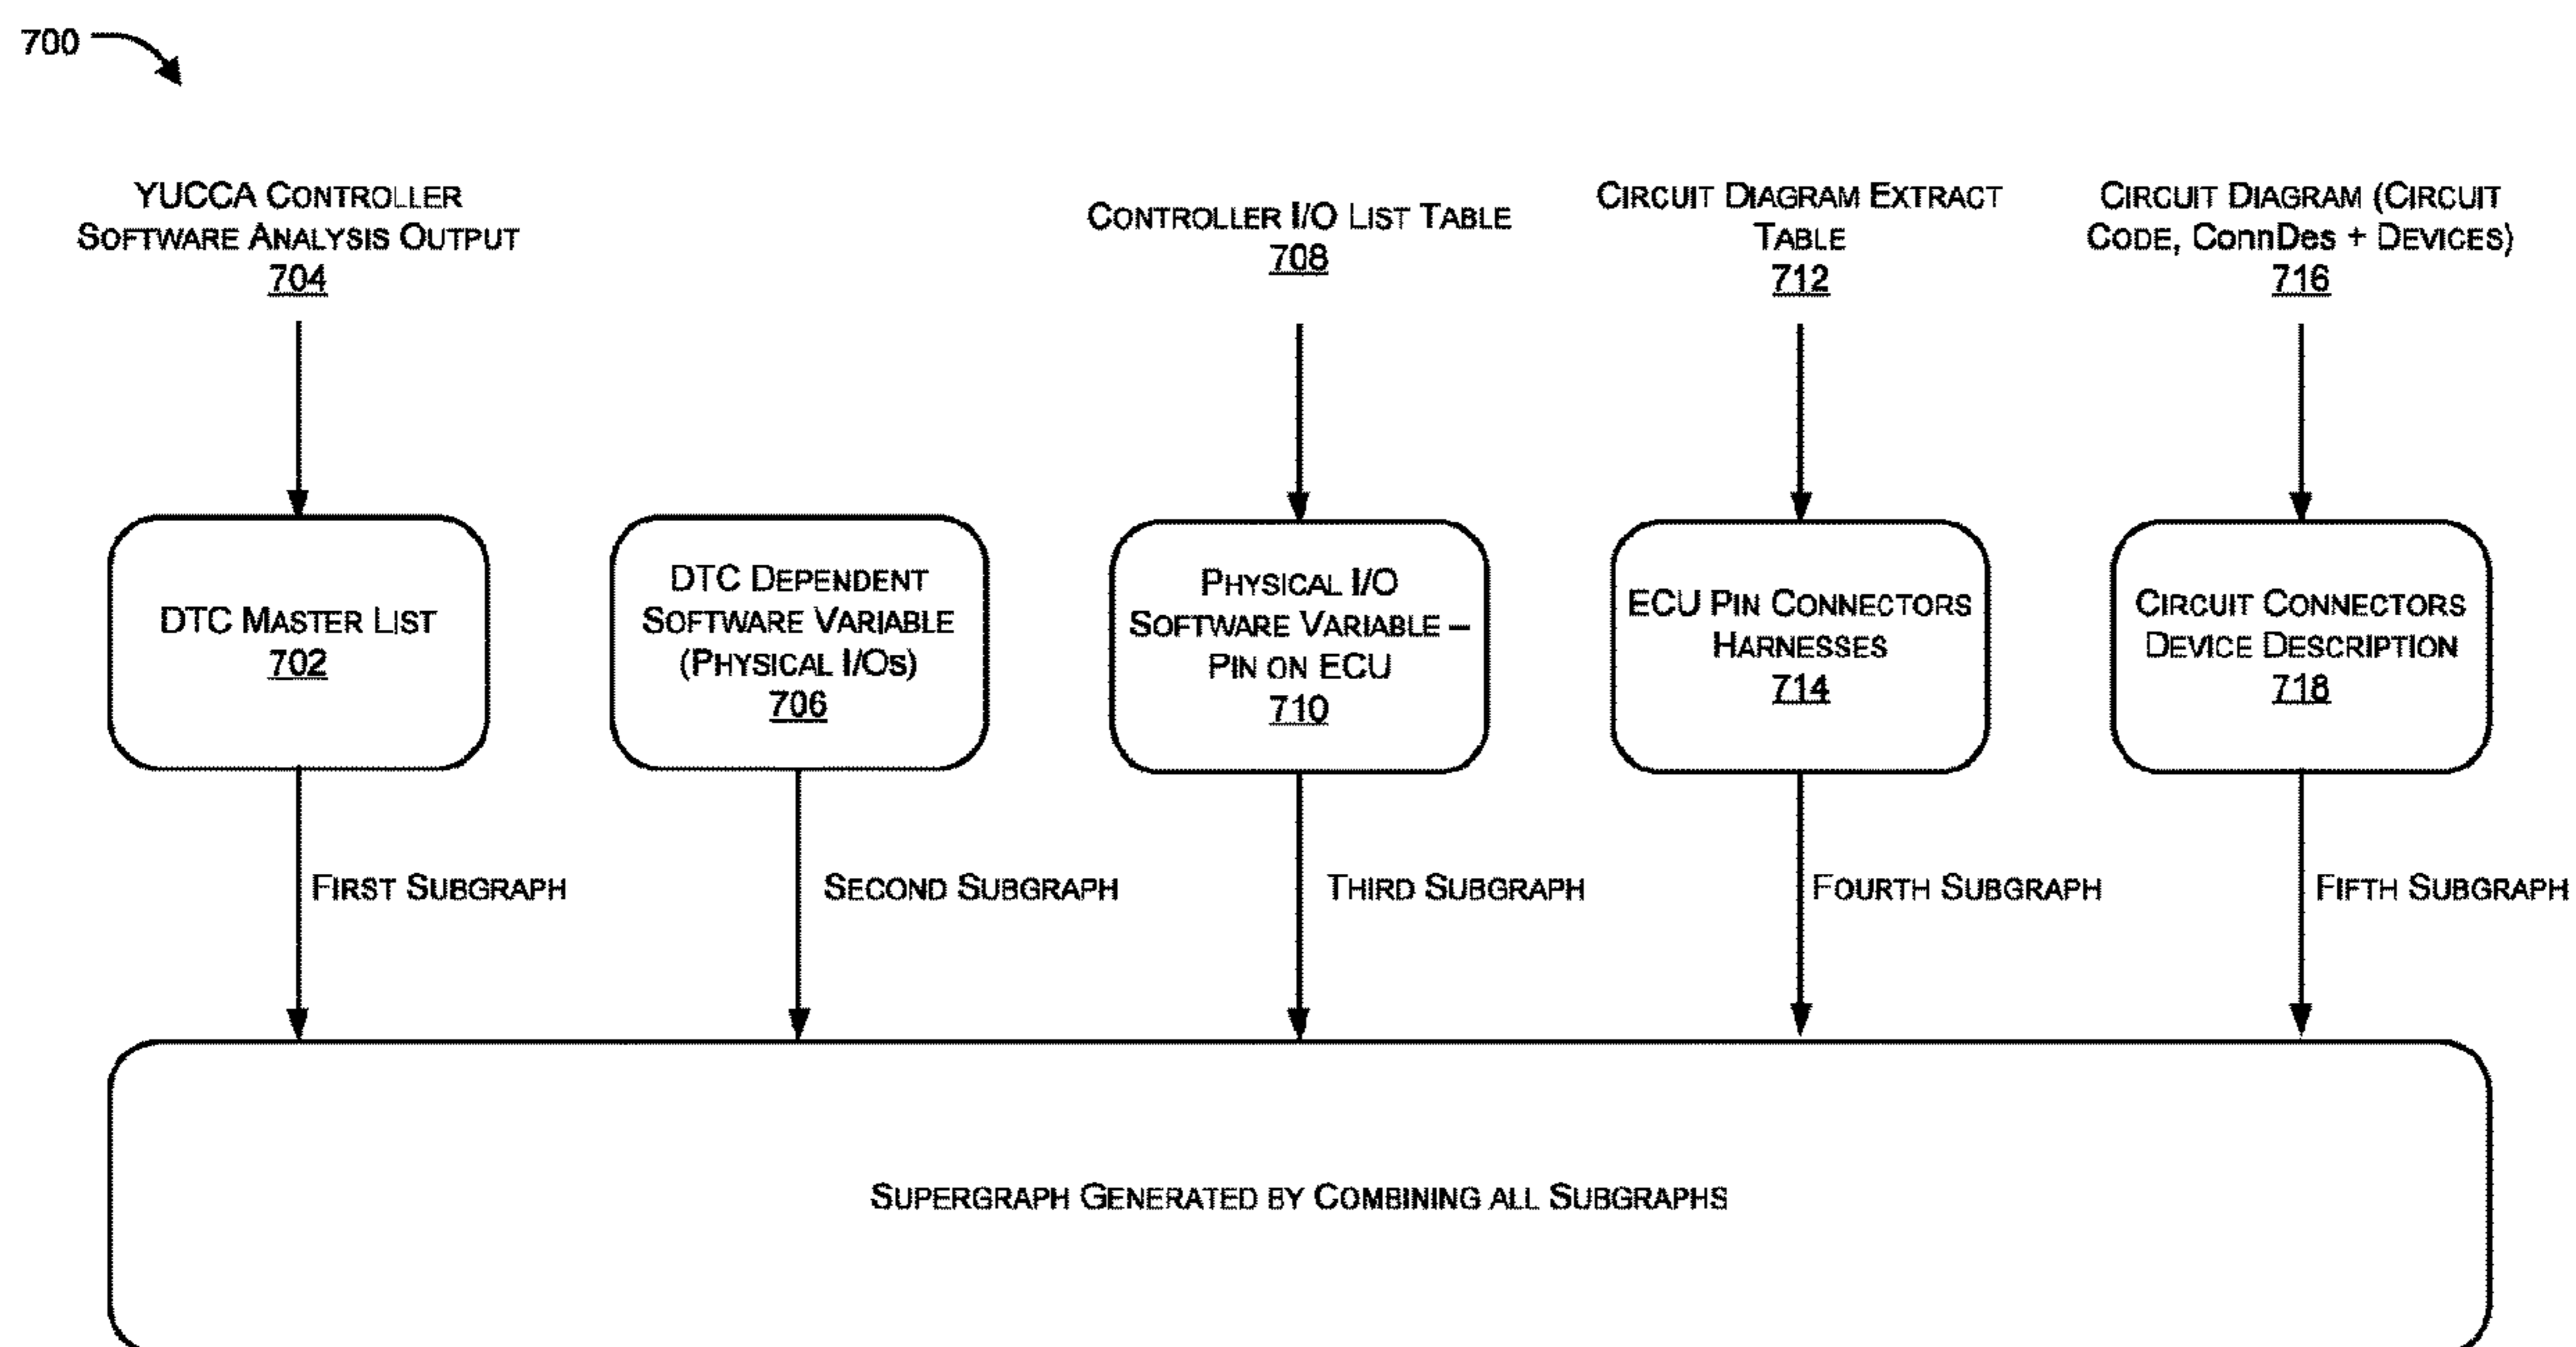 700
YUCCA CONTROLLER
SOFTWARE ANALYSIS OUTPUT
704
CONTROLLER I/O LIST TABLE
708
CIRCUIT DIAGRAM EXTRACT
TABLE
712
CIRCUIT DIAGRAM (CIRCUIT
CODE, ConnDes + DEVICES)
716
DTC MASTER LIST
702
DTC DEPENDENT
SOFTWARE VARIABLE
(PHYSICAL I/OS)
706
PHYSICAL I/O
SOFTWARE VARIABLE –
PIN ON ECU
710
ECU PIN CONNECTORS
HARNESSES
714
CIRCUIT CONNECTORS
DEVICE DESCRIPTION
718
FIRST SUBGRAPH
SECOND SUBGRAPH
THIRD SUBGRAPH
FOURTH SUBGRAPH
FIFTH SUBGRAPH
SUPERGRAPH GENERATED BY COMBINING ALL SUBGRAPHS